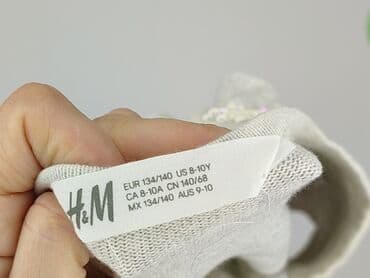 H&M
EUR 134/140 US 8-10Y
CA 8-10A CN 140/68
MX 134/140 AUS 9-10